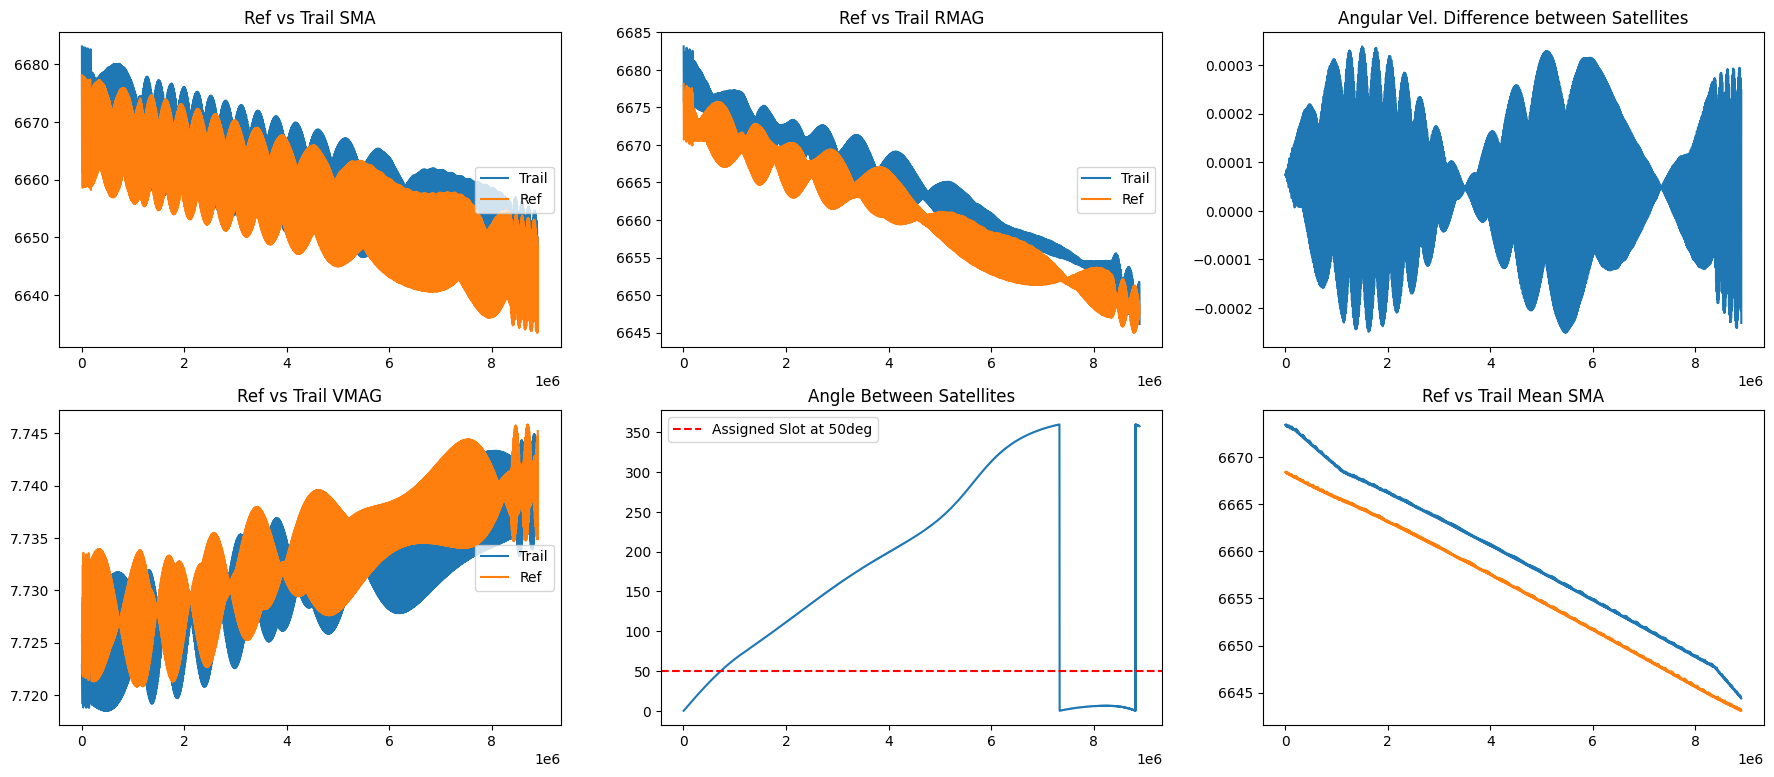 Ref vs Trail SMA
6680
6670
6660
6650
6640
Trail
Ref
0 2 4 6 8
1e6
Ref vs Trail RMAG
6685
6680
6675
6670
6665
6660
6655
6650
6645
Trail
Ref
0 2 4 6 8
1e6
Angular Vel. Difference between Satellites
0.0003
0.0002
0.0001
0.0000
−0.0001
−0.0002
0 2 4 6 8
1e6
Ref vs Trail VMAG
7.745
7.740
7.735
7.730
7.725
7.720
Trail
Ref
0 2 4 6 8
1e6
Angle Between Satellites
350
300
250
200
150
100
50
0
Assigned Slot at 50deg
0 2 4 6 8
1e6
Ref vs Trail Mean SMA
6670
6665
6660
6655
6650
6645
0 2 4 6 8
1e6